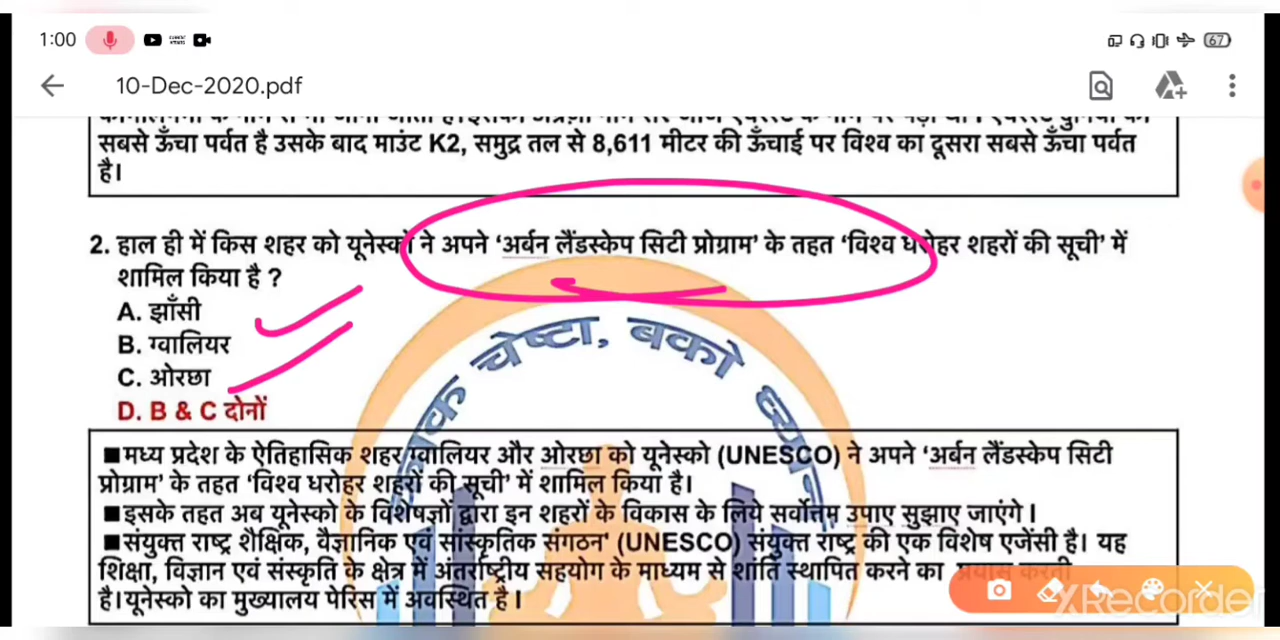 1:00
67
10-Dec-2020.pdf
सबसे ऊँचा पर्वत है उसके बाद माउंट K2, समुद्र तल से 8,611 मीटर की ऊँचाई पर विश्व का दूसरा सबसे ऊँचा पर्वत
है।
2. हाल ही में किस शहर को यूनेस्को ने अपने ‘अर्बन लैंडस्केप सिटी प्रोग्राम’ के तहत ‘विश्व धरोहर शहरों की सूची’ में
शामिल किया है ?
A. झाँसी
B. ग्वालियर
C. ओरछा
D. B & C दोनों
चेष्टा, बको
■मध्य प्रदेश के ऐतिहासिक शहर ग्वालियर और ओरछा को यूनेस्को (UNESCO) ने अपने ‘अर्बन लैंडस्केप सिटी
प्रोग्राम’ के तहत ‘विश्व धरोहर शहरों की सूची’ में शामिल किया है।
■इसके तहत अब यूनेस्को के विशेषज्ञों द्वारा इन शहरों के विकास के लिये सर्वोत्तम उपाए सुझाए जाएंगे ।
■संयुक्त राष्ट्र शैक्षिक, वैज्ञानिक एवं सांस्कृतिक संगठन' (UNESCO) संयुक्त राष्ट्र की एक विशेष एजेंसी है। यह
शिक्षा, विज्ञान एवं संस्कृति के क्षेत्र में अंतर्राष्ट्रीय सहयोग के माध्यम से शांति स्थापित करने का प्रयास करती
है।यूनेस्को का मुख्यालय पेरिस में अवस्थित है ।
XRecorder